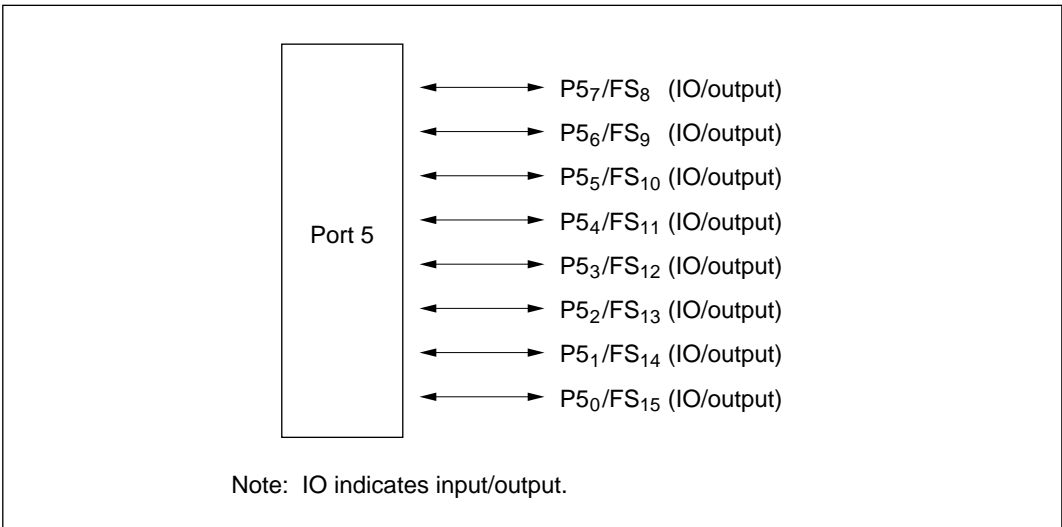 P5₇/FS₈ (IO/output)
P5₆/FS₉ (IO/output)
P5₅/FS₁₀ (IO/output)
P5₄/FS₁₁ (IO/output)
Port 5
P5₃/FS₁₂ (IO/output)
P5₂/FS₁₃ (IO/output)
P5₁/FS₁₄ (IO/output)
P5₀/FS₁₅ (IO/output)
Note: IO indicates input/output.